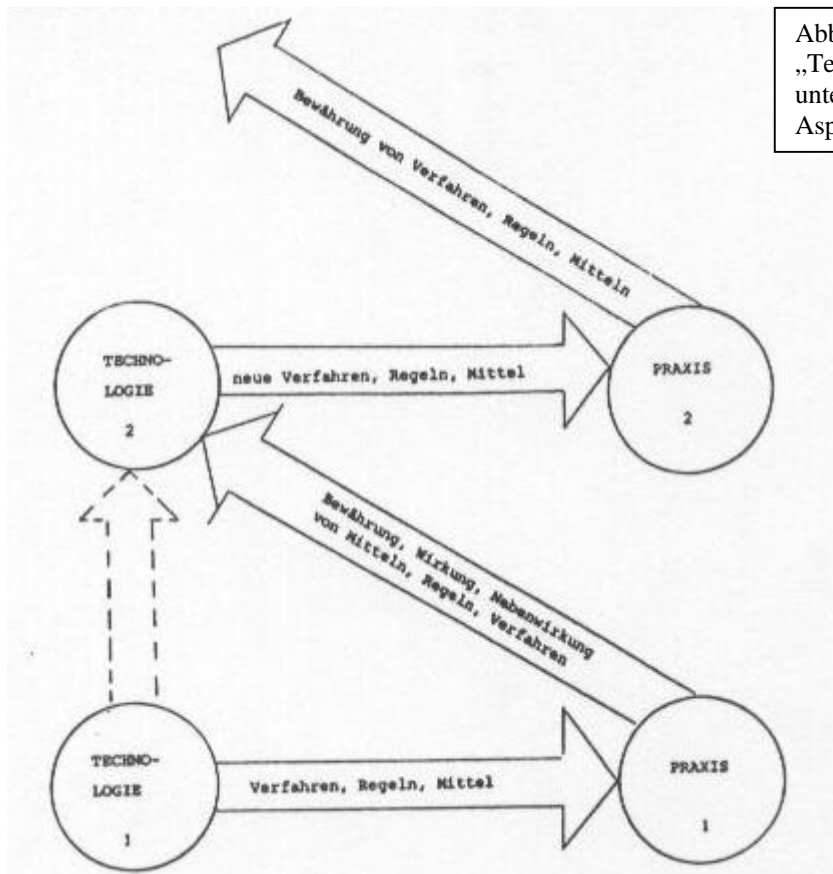 Abb
„Te
unte
Asp
Bewährung von Verfahren, Regeln, Mitteln
TECHNO-
LOGIE
2
neue Verfahren, Regeln, Mittel
PRAXIS
2
Bewährung, Wirkung, Nebenwirkung
von Mitteln, Regeln, Verfahren
TECHNO-
LOGIE
1
Verfahren, Regeln, Mittel
PRAXIS
1